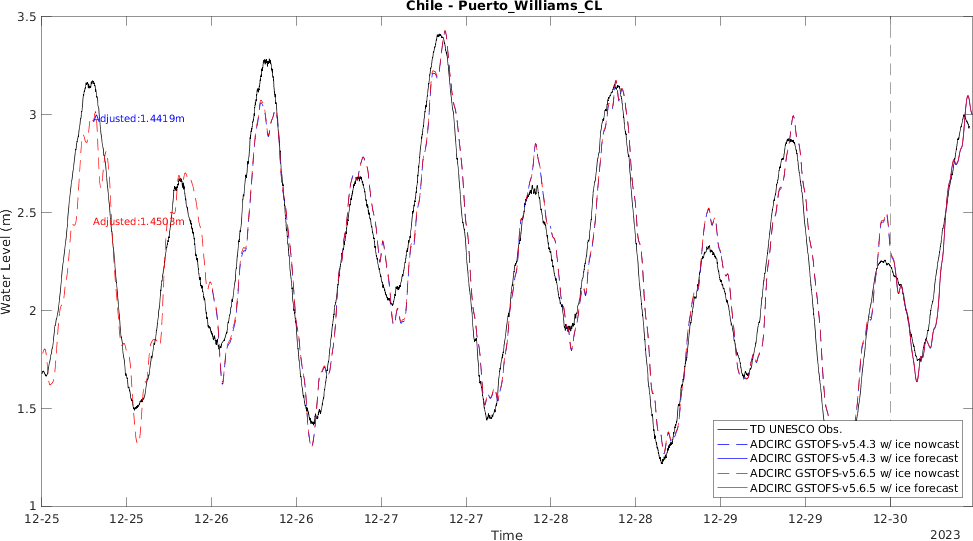 Chile - Puerto_Williams_CL
3.5
3
2.5
2
1.5
1
Water Level (m)
Adjusted:1.4419m
Adjusted:1.4503m
TD UNESCO Obs.
ADCIRC GSTOFS-v5.4.3 w/ ice nowcast
ADCIRC GSTOFS-v5.4.3 w/ ice forecast
ADCIRC GSTOFS-v5.6.5 w/ ice nowcast
ADCIRC GSTOFS-v5.6.5 w/ ice forecast
12-25 12-25 12-26 12-26 12-27 12-27 12-28 12-28 12-29 12-29 12-30
Time
2023